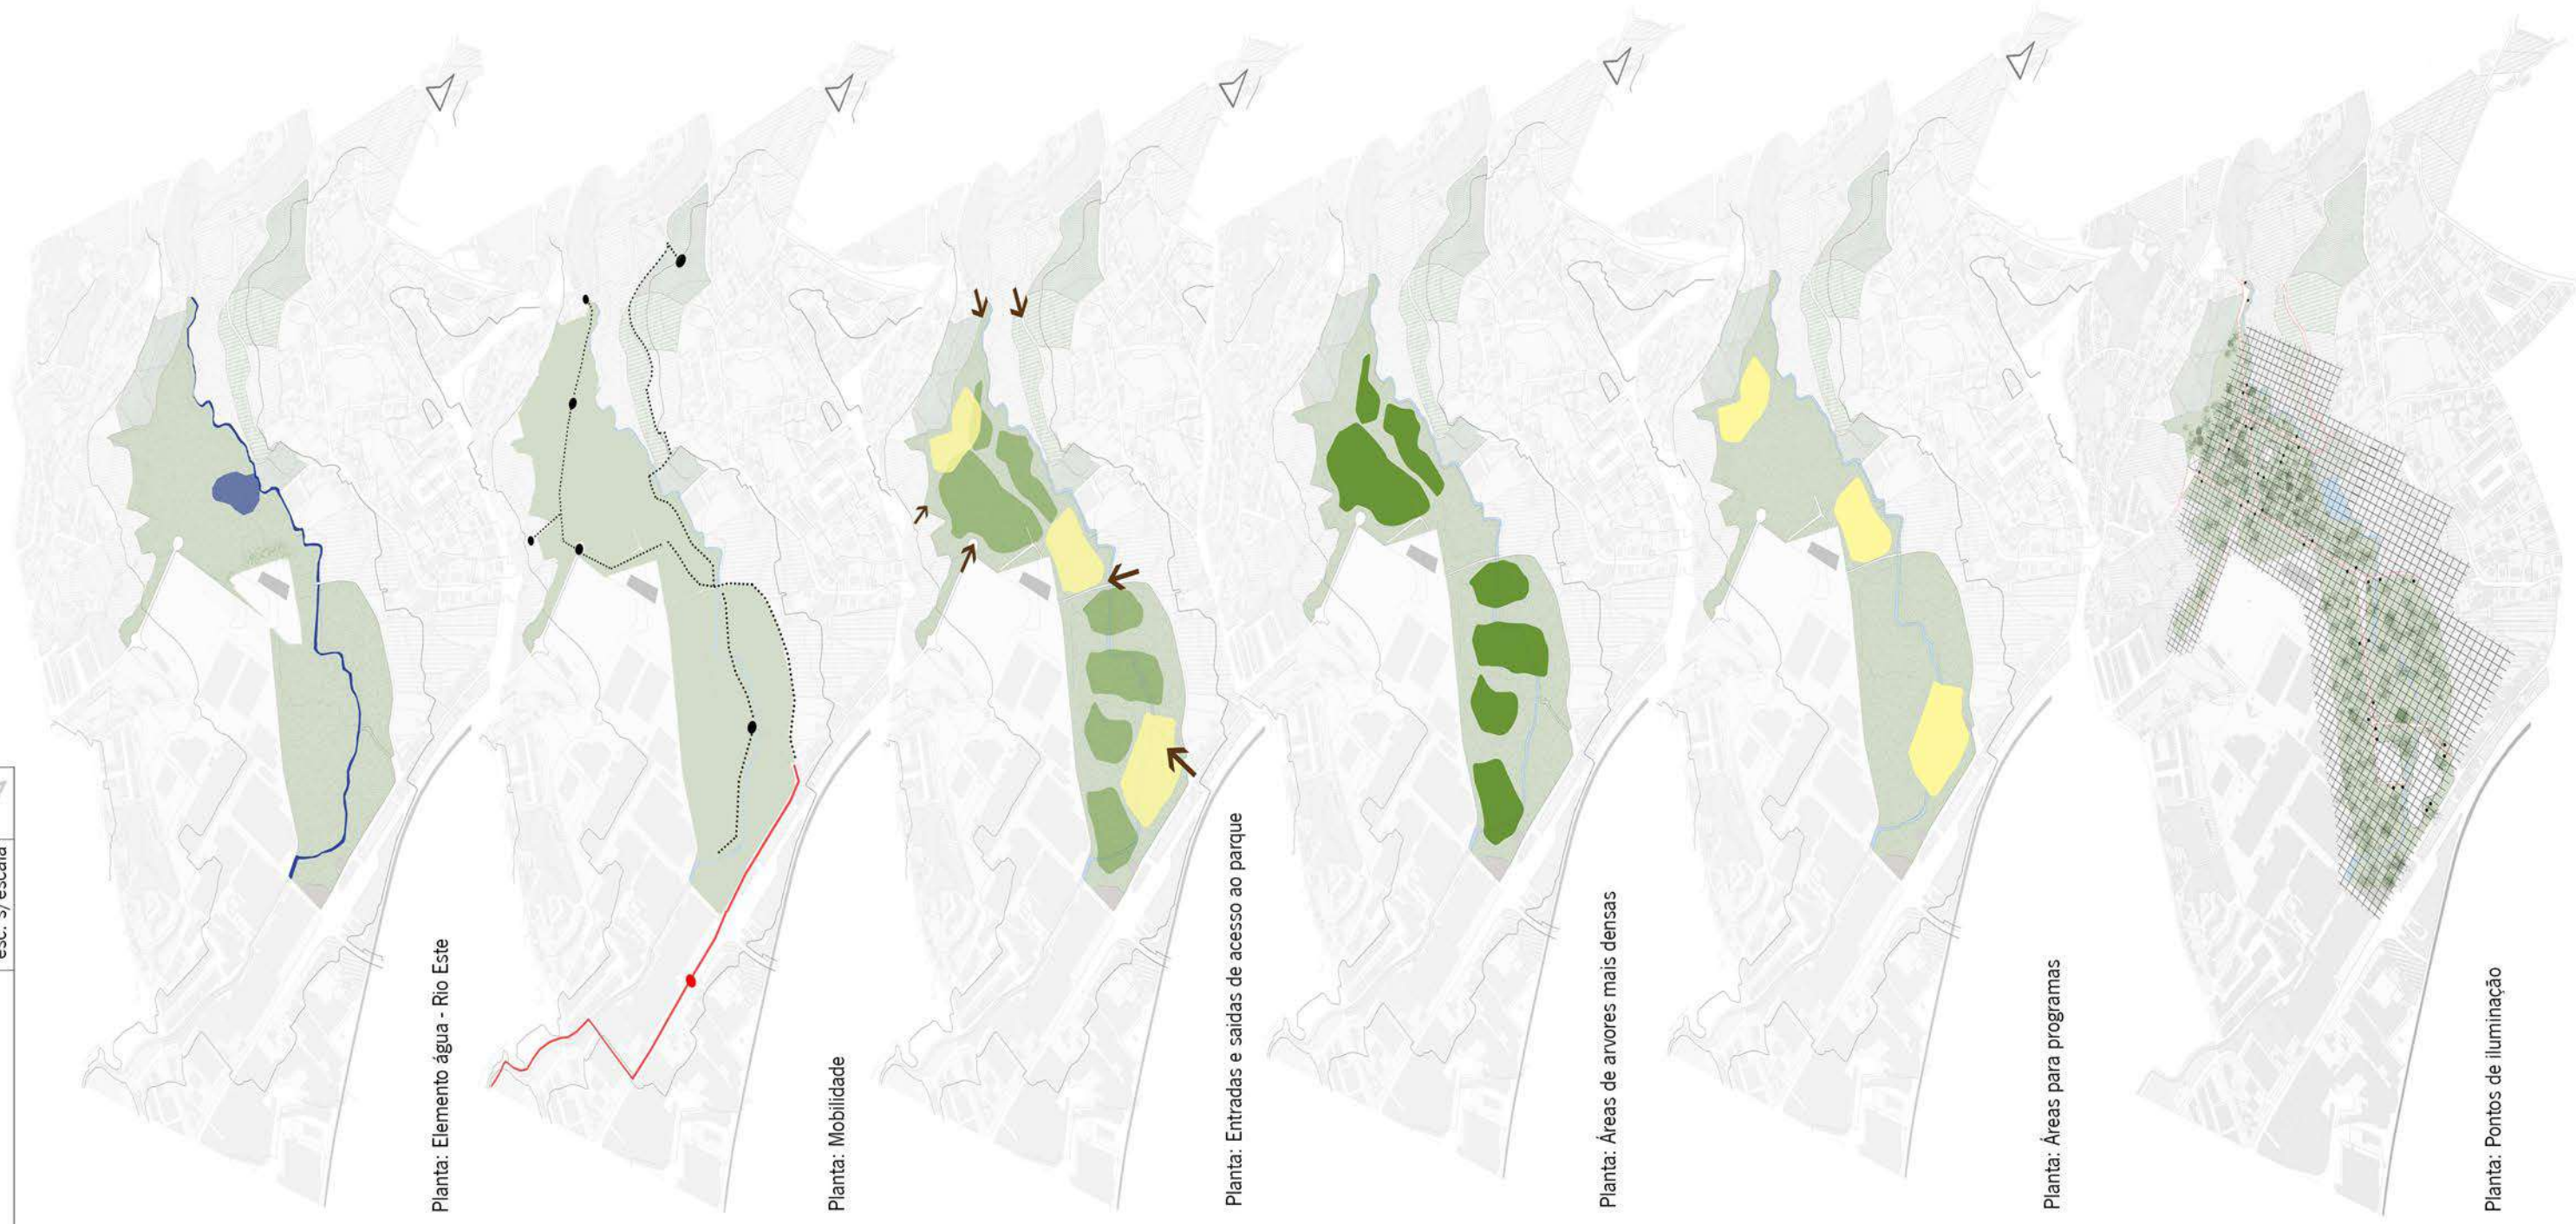 esc. s/escala
Planta: Elemento água - Rio Este
Planta: Mobilidade
Planta: Entradas e saidas de acesso ao parque
Planta: Áreas de arvores mais densas
Planta: Áreas para programas
Planta: Pontos de iluminação